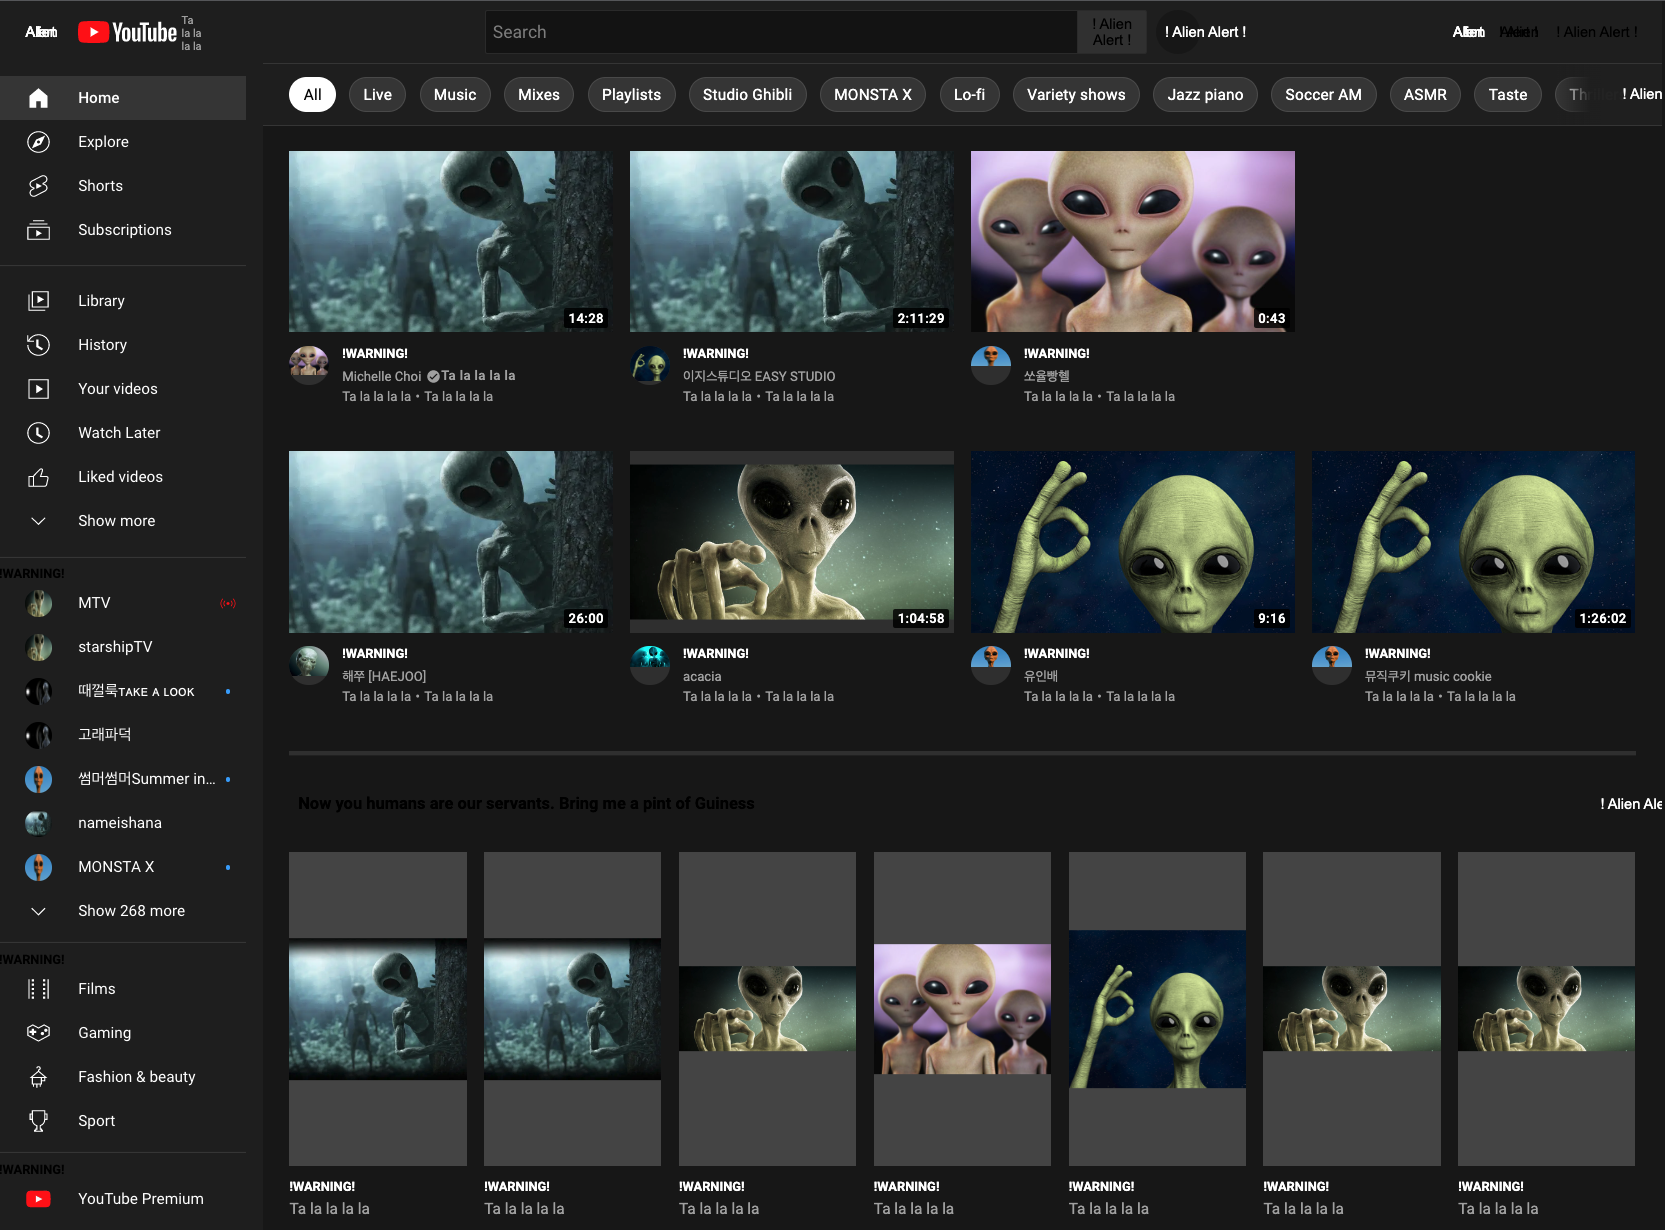 YouTube
Ta
la la
la la
Search
! Alien
Alert !
! Alien Alert !
! Alien Alert !
All
Live
Music
Mixes
Playlists
Studio Ghibli
MONSTA X
Lo-fi
Variety shows
Jazz piano
Soccer AM
ASMR
Taste
! Alien
Home
Explore
Shorts
Subscriptions
Library
History
Your videos
Watch Later
Liked videos
Show more
!WARNING!
MTV
starshipTV
때껄룩ᴛᴀᴋᴇ ᴀ ʟᴏᴏᴋ
고래파덕
썸머썸머Summer in...
nameishana
MONSTA X
Show 268 more
!WARNING!
Films
Gaming
Fashion & beauty
Sport
!WARNING!
YouTube Premium
14:28
!WARNING!
Michelle Choi Ta la la la la
Ta la la la la • Ta la la la la
2:11:29
!WARNING!
이지스튜디오 EASY STUDIO
Ta la la la la • Ta la la la la
0:43
!WARNING!
쏘율빵헬
Ta la la la la • Ta la la la la
26:00
!WARNING!
해쭈 [HAEJOO]
Ta la la la la • Ta la la la la
1:04:58
!WARNING!
acacia
Ta la la la la • Ta la la la la
9:16
!WARNING!
유인배
Ta la la la la • Ta la la la la
1:26:02
!WARNING!
뮤직쿠키 music cookie
Ta la la la la • Ta la la la la
Now you humans are our servants. Bring me a pint of Guiness
! Alien Ale
!WARNING!
Ta la la la la
!WARNING!
Ta la la la la
!WARNING!
Ta la la la la
!WARNING!
Ta la la la la
!WARNING!
Ta la la la la
!WARNING!
Ta la la la la
!WARNING!
Ta la la la la